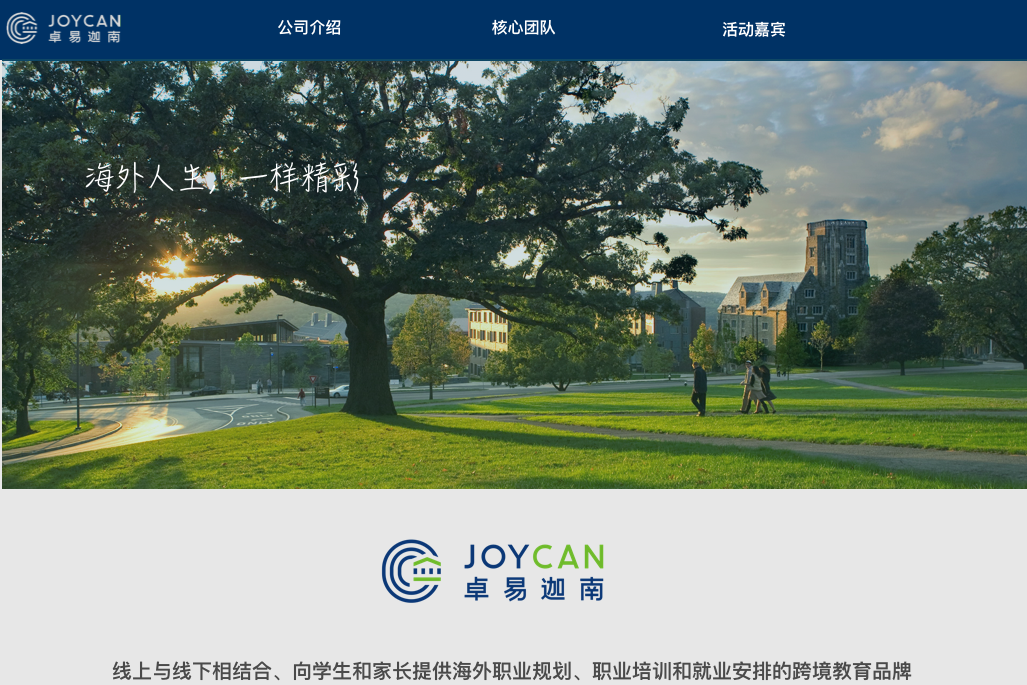 JOYCAN
卓易迦南
公司介绍
核心团队
活动嘉宾
海外人生，一样精彩
ONLY
JOYCAN
卓易迦南
线上与线下相结合、向学生和家长提供海外职业规划、职业培训和就业安排的跨境教育品牌